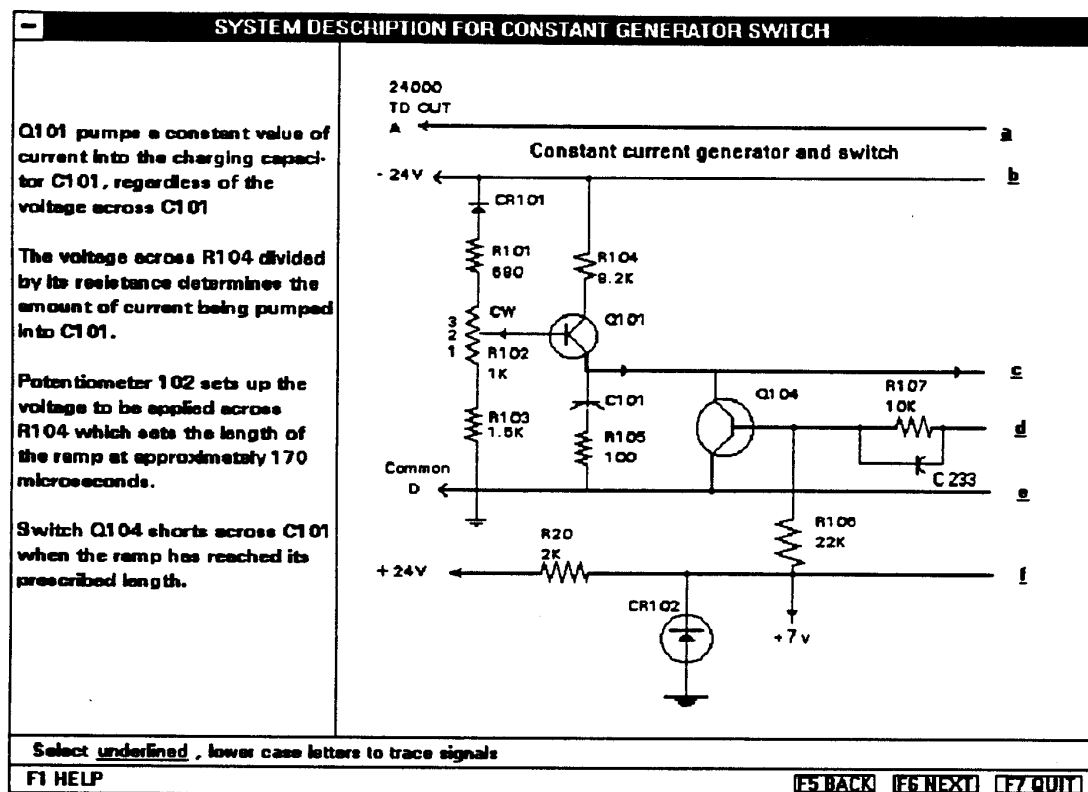 SYSTEM DESCRIPTION FOR CONSTANT GENERATOR SWITCH
Q101 pumps a constant value of
current into the charging capaci-
tor C101, regardless of the
voltage across C101
The voltage across R104 divided
by its resistance determines the
amount of current being pumped
into C101.
Potentiometer 102 sets up the
voltage to be applied across
R104 which sets the length of
the ramp at approximately 170
microseconds.
Switch Q104 shorts across C101
when the ramp has reached its
prescribed length.
24000
TD OUT
A
a
Constant current generator and switch
- 24V
b
CR101
R101
680
R104
8.2K
CW
Q101
3
2
1
R102
1K
c
C101
Q104
R107
10K
R103
1.5K
R105
100
d
C 233
Common
D
e
R106
22K
R20
2K
+ 24V
f
CR102
+7v
Select underlined , lower case letters to trace signals
F1 HELP
F5 BACK
F6 NEXT
F7 QUIT